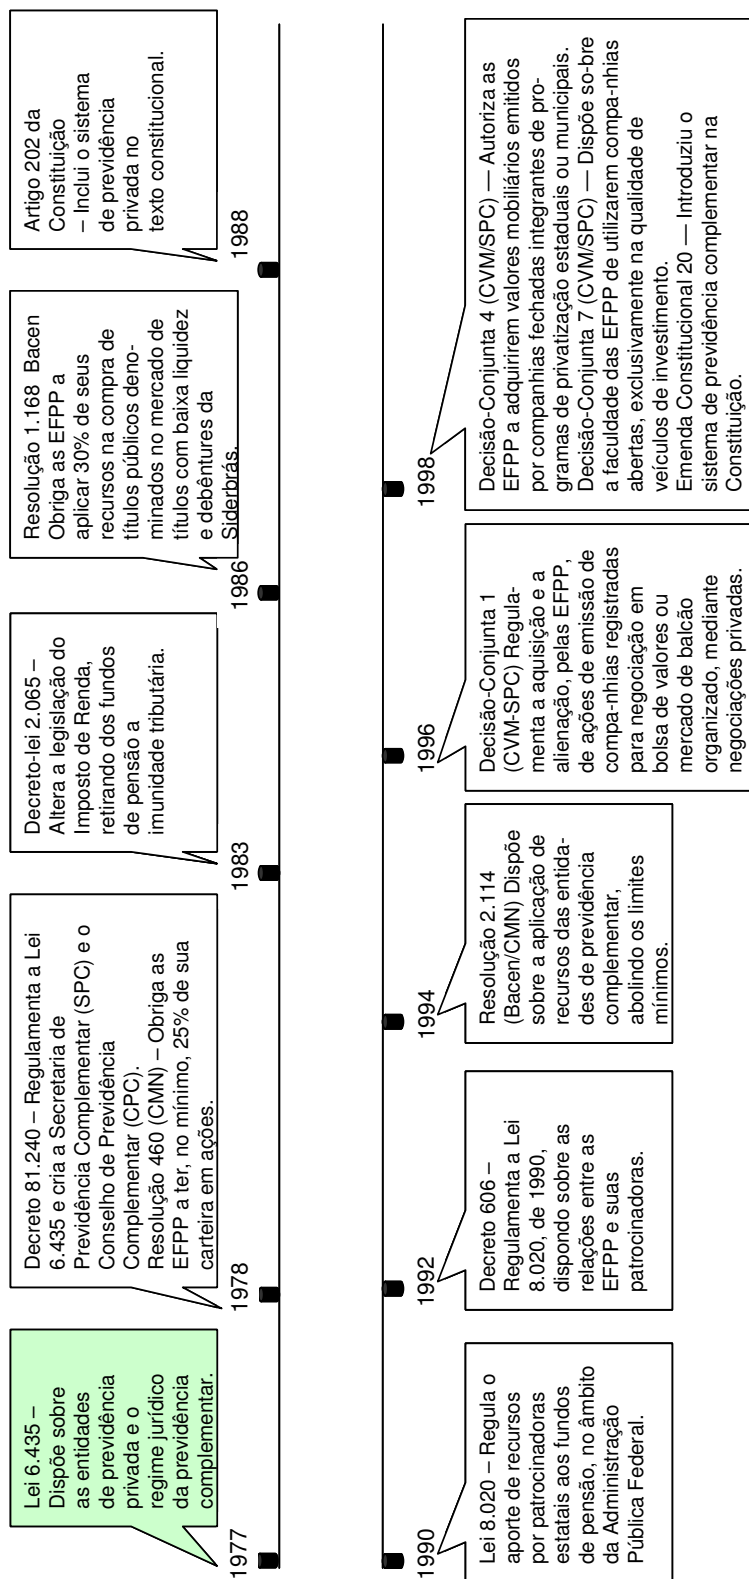 Lei 6.435 –
Dispõe sobre
as entidades
de previdência
privada e o
regime jurídico
da previdência
complementar.
1977
Decreto 81.240 – Regulamenta a Lei
6.435 e cria a Secretaria de
Previdência Complementar (SPC) e o
Conselho de Previdência
Complementar (CPC).
Resolução 460 (CMN) – Obriga as
EFPP a ter, no mínimo, 25% de sua
carteira em ações.
1978
Decreto-lei 2.065 –
Altera a legislação do
Imposto de Renda,
retirando dos fundos
de pensão a
imunidade tributária.
1983
Resolução 1.168  Bacen
Obriga as EFPP a
aplicar 30% de seus
recursos na compra de
títulos públicos deno-
minados no mercado de
títulos com baixa liquidez
e debêntures da
Siderbrás.
1986
Artigo 202 da
Constituição
– Inclui o sistema
de previdência
privada no
texto constitucional.
1988
1990
Lei 8.020 – Regula o
aporte de recursos
por patrocinadoras
estatais aos fundos
de pensão, no âmbito
da Administração
Pública Federal.
1992
Decreto 606 –
Regulamenta a Lei
8.020, de 1990,
dispondo sobre as
relações entre as
EFPP e suas
patrocinadoras.
1994
Resolução 2.114
(Bacen/CMN) Dispõe
sobre a aplicação de
recursos das entida-
des de previdência
complementar,
abolindo os limites
mínimos.
1996
Decisão-Conjunta 1
(CVM-SPC) Regula-
menta a aquisição e a
alienação, pelas EFPP,
de ações de emissão de
compa-nhias registradas
para negociação em
bolsa de valores ou
mercado de balcão
organizado, mediante
negociações privadas.
1998
Decisão-Conjunta 4 (CVM/SPC) — Autoriza as
EFPP a adquirirem valores mobiliários emitidos
por companhias fechadas integrantes de pro-
gramas de privatização estaduais ou municipais.
Decisão-Conjunta 7 (CVM/SPC) — Dispõe so-bre
a faculdade das EFPP de utilizarem compa-nhias
abertas, exclusivamente na qualidade de
veículos de investimento.
Emenda Constitucional 20 — Introduziu o
sistema de previdência complementar na
Constituição.